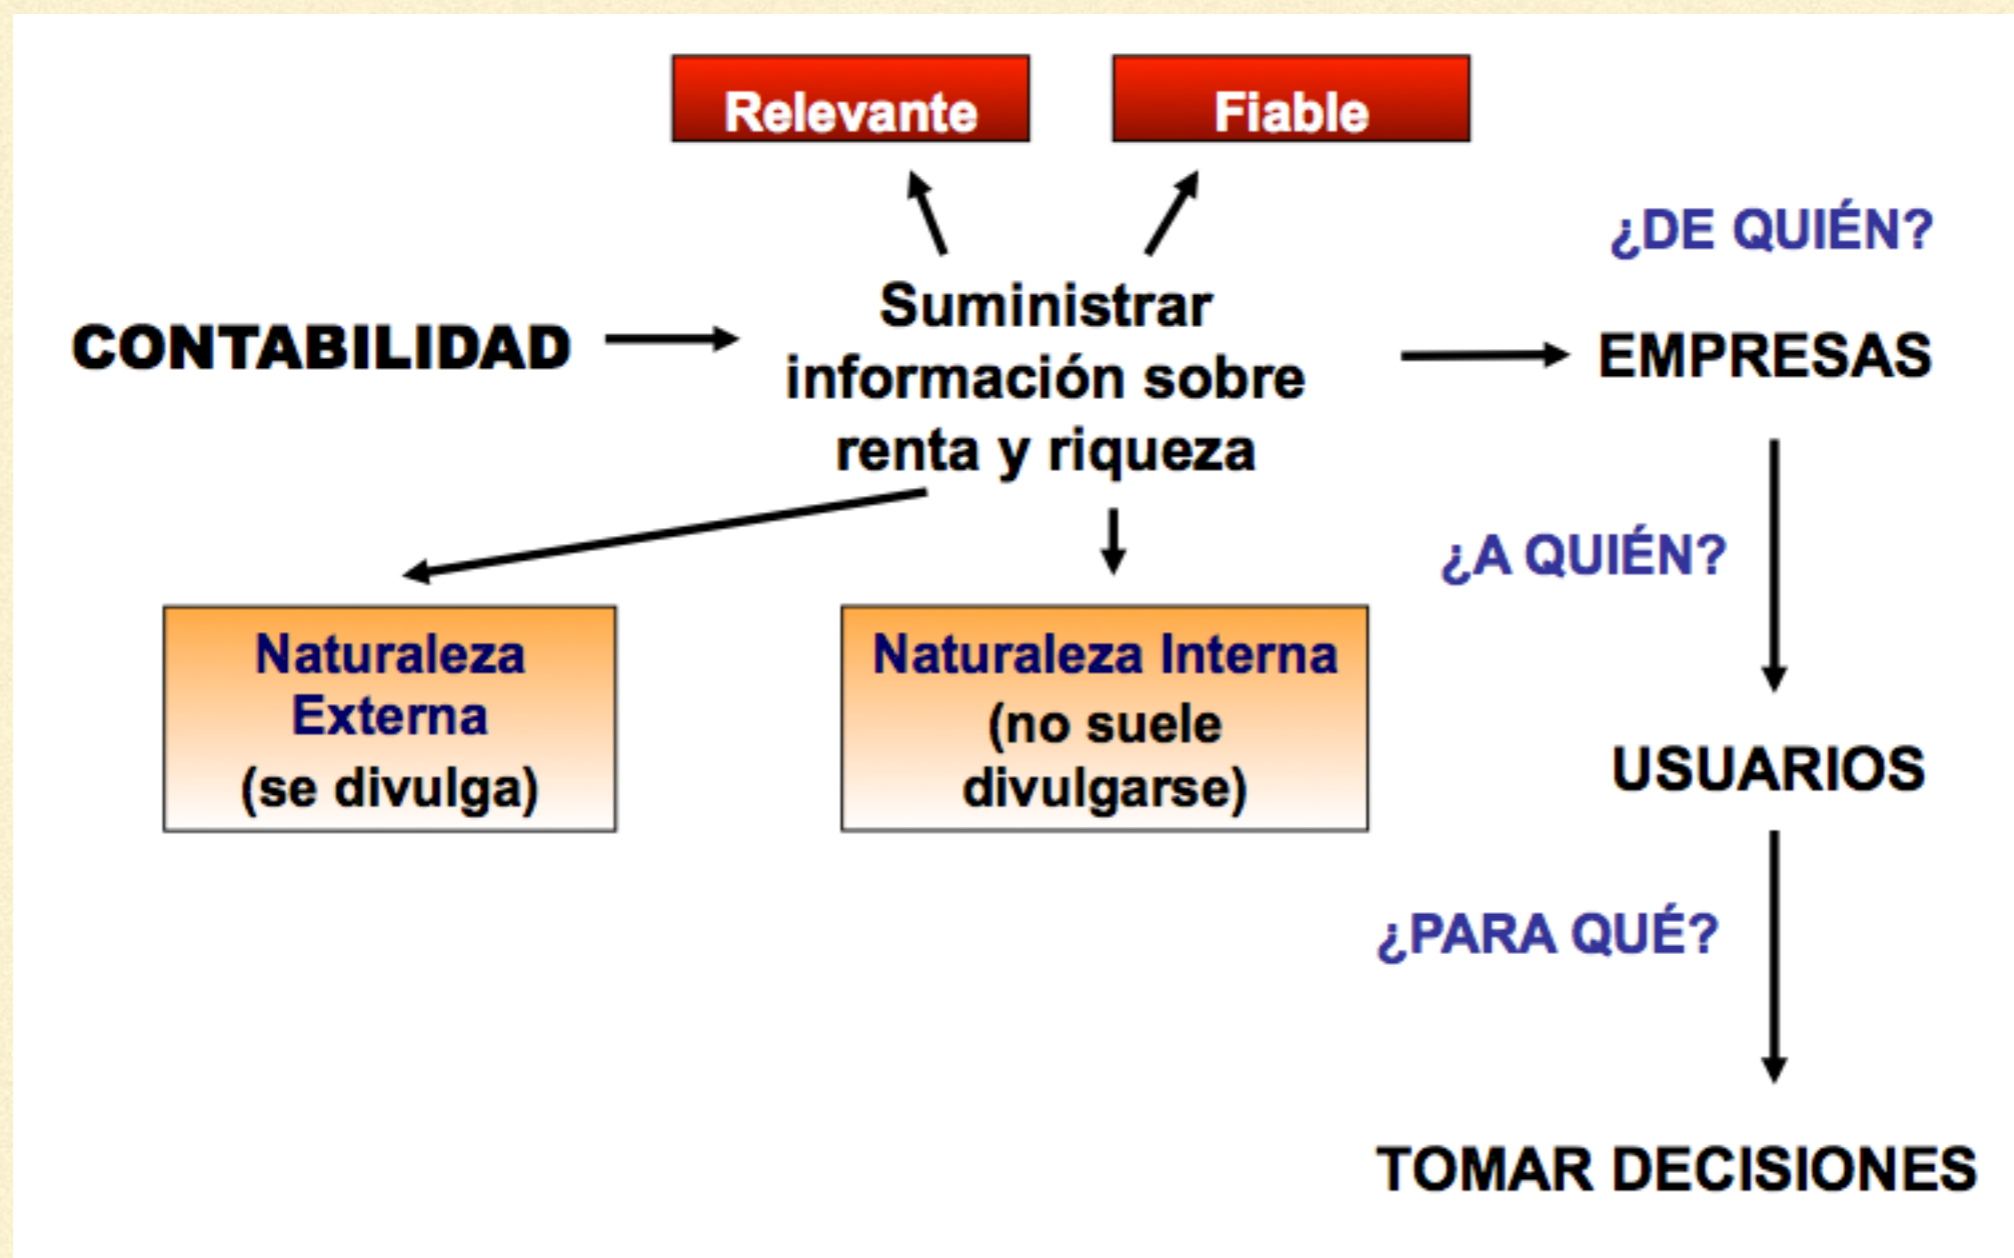 Relevante
Fiable
¿DE QUIÉN?
CONTABILIDAD
Suministrar
información sobre
renta y riqueza
EMPRESAS
¿A QUIÉN?
Naturaleza
Externa
(se divulga)
Naturaleza Interna
(no suele
divulgarse)
USUARIOS
¿PARA QUÉ?
TOMAR DECISIONES